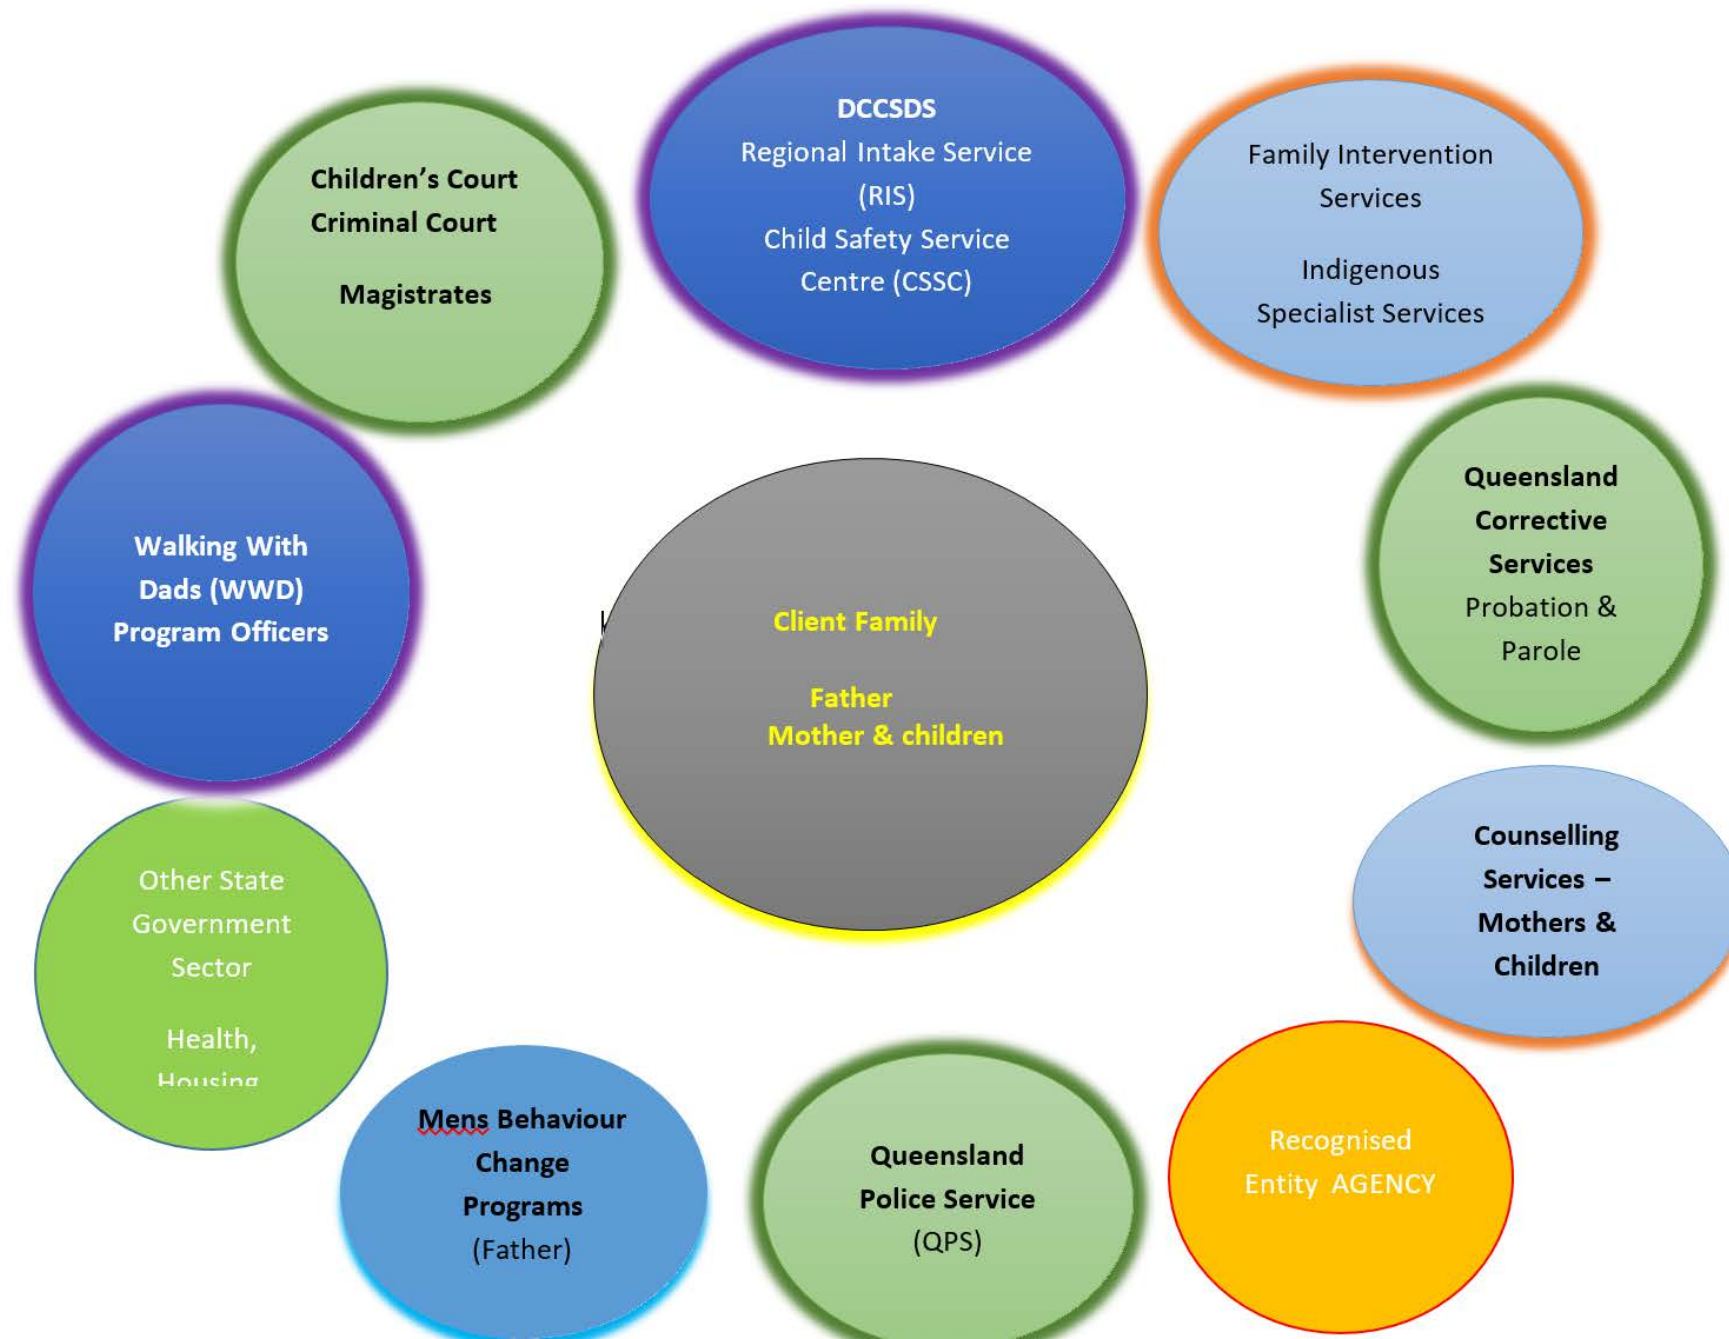 DCCSDS
Regional Intake Service
(RIS)
Child Safety Service
Centre (CSSC)
Children’s Court
Criminal Court
Magistrates
Family Intervention
Services
Indigenous
Specialist Services
Walking With
Dads (WWD)
Program Officers
Client Family
Father
Mother & children
Queensland
Corrective
Services
Probation &
Parole
Other State
Government
Sector
Health,
Housing
Counselling
Services –
Mothers &
Children
Mens Behaviour
Change
Programs
(Father)
Queensland
Police Service
(QPS)
Recognised
Entity AGENCY